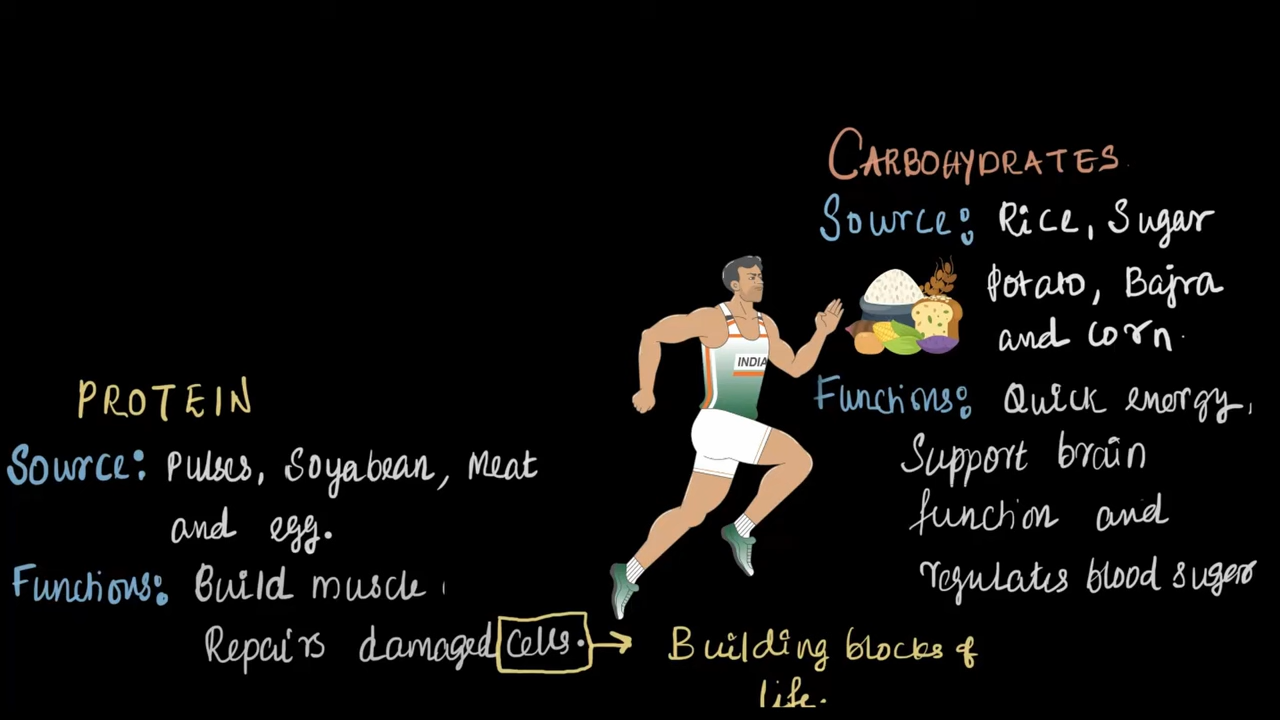 CARBOHYDRATES
Source: Rice, Sugar
Potato, Bajra
and corn.
Functions: Quick energy,
Support brain
function and
regulates blood sugar
INDIA
PROTEIN
Source: Pulses, Soyabean, Meat
and egg.
Functions: Build muscle
Repairs damaged cells. → Building blocks of
life.